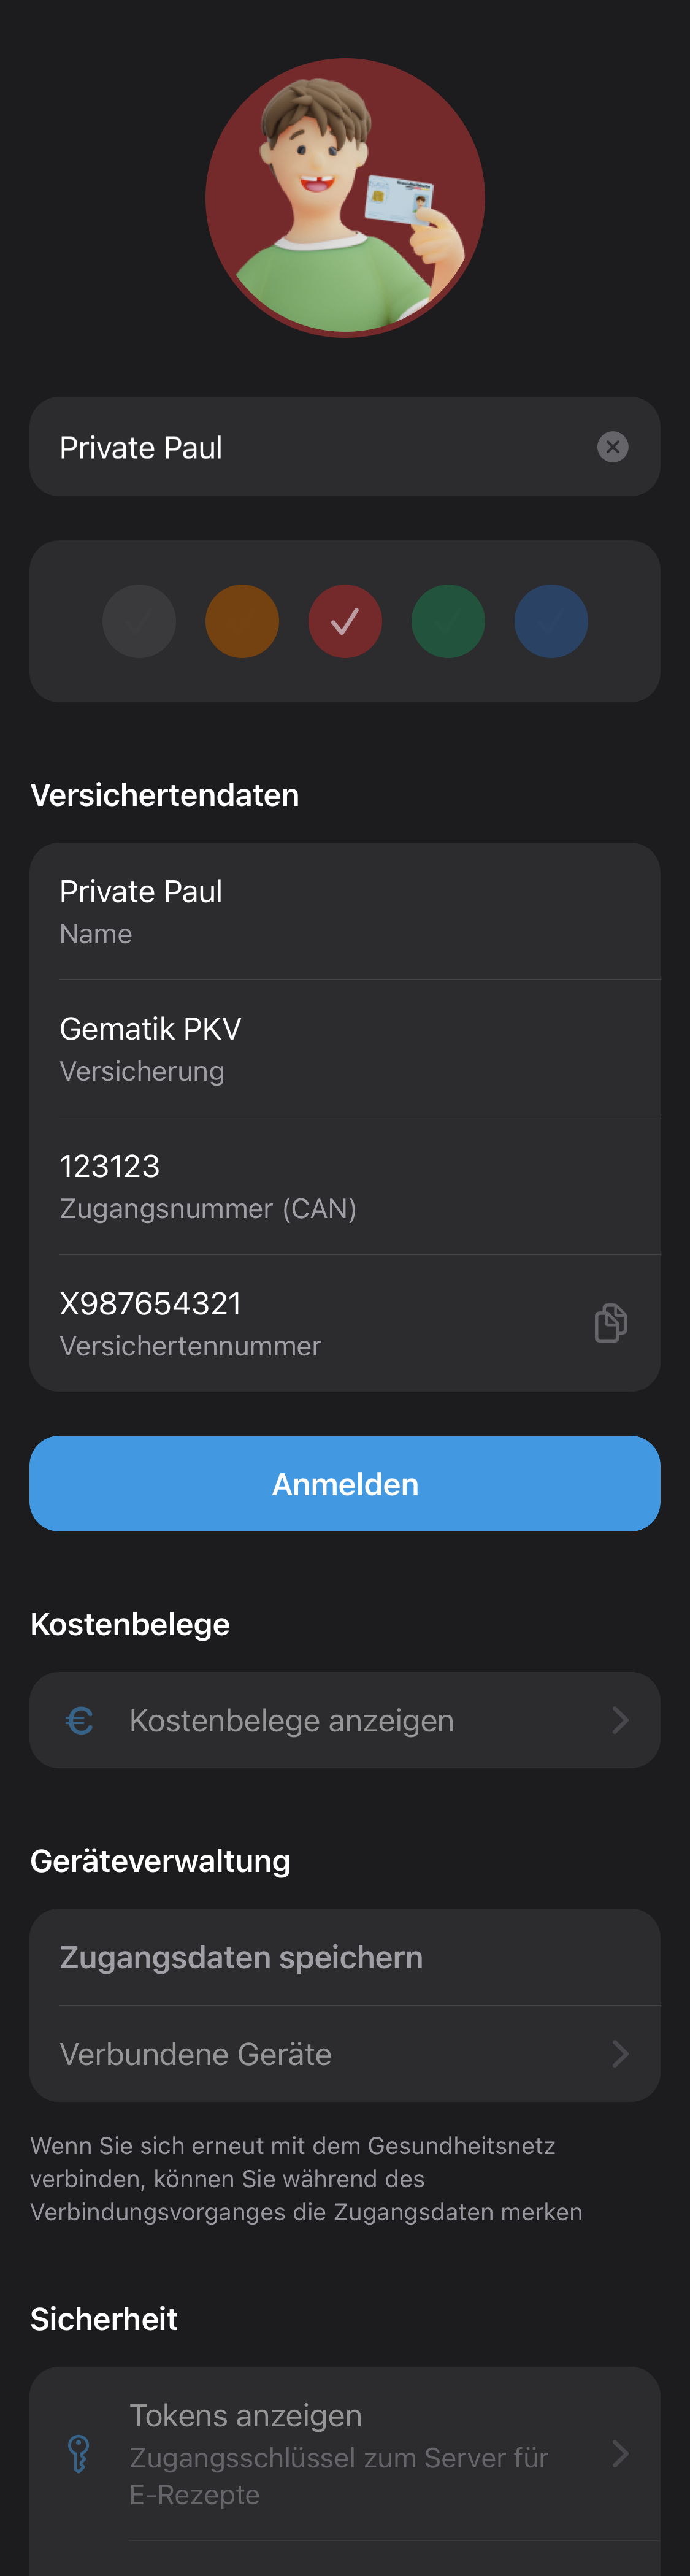 Private Paul
Versichertendaten
Private Paul
Name
Gematik PKV
Versicherung
123123
Zugangsnummer (CAN)
X987654321
Versichertennummer
Anmelden
Kostenbelege
€ Kostenbelege anzeigen
Geräteverwaltung
Zugangsdaten speichern
Verbundene Geräte
Wenn Sie sich erneut mit dem Gesundheitsnetz
verbinden, können Sie während des
Verbindungsvorganges die Zugangsdaten merken
Sicherheit
Tokens anzeigen
Zugangsschlüssel zum Server für
E-Rezepte